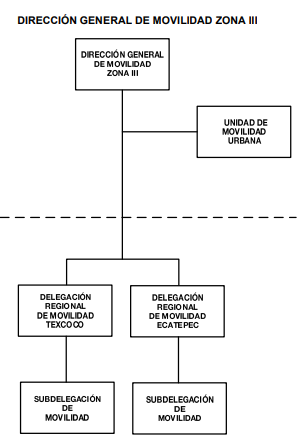 DIRECCIÓN GENERAL DE MOVILIDAD ZONA III
DIRECCIÓN GENERAL
DE MOVILIDAD
ZONA III
UNIDAD DE
MOVILIDAD
URBANA
DELEGACIÓN
REGIONAL
DE MOVILIDAD
TEXCOCO
DELEGACIÓN
REGIONAL
DE MOVILIDAD
ECATEPEC
SUBDELEGACIÓN
DE
MOVILIDAD
SUBDELEGACIÓN
DE
MOVILIDAD